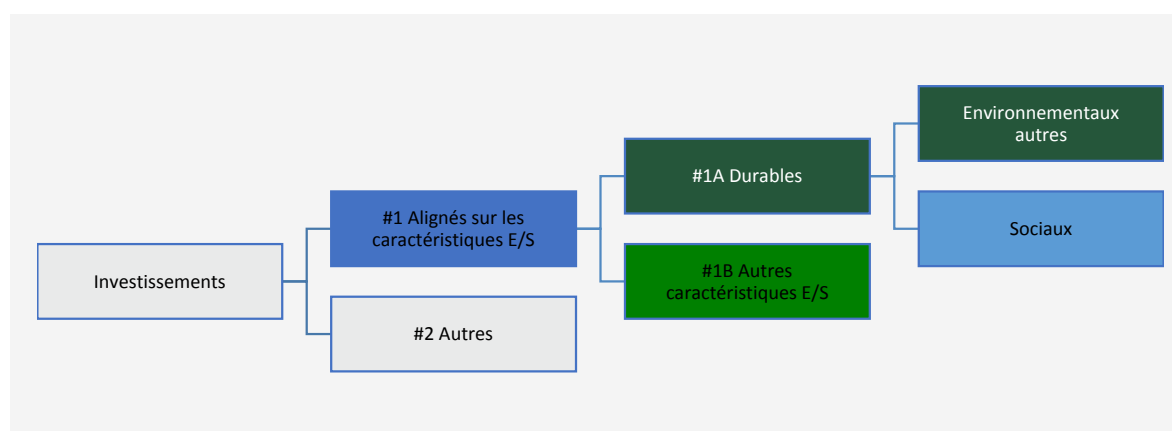 Investissements
#1 Alignés sur les
caractéristiques E/S
#2 Autres
#1A Durables
#1B Autres
caractéristiques E/S
Environnementaux
autres
Sociaux